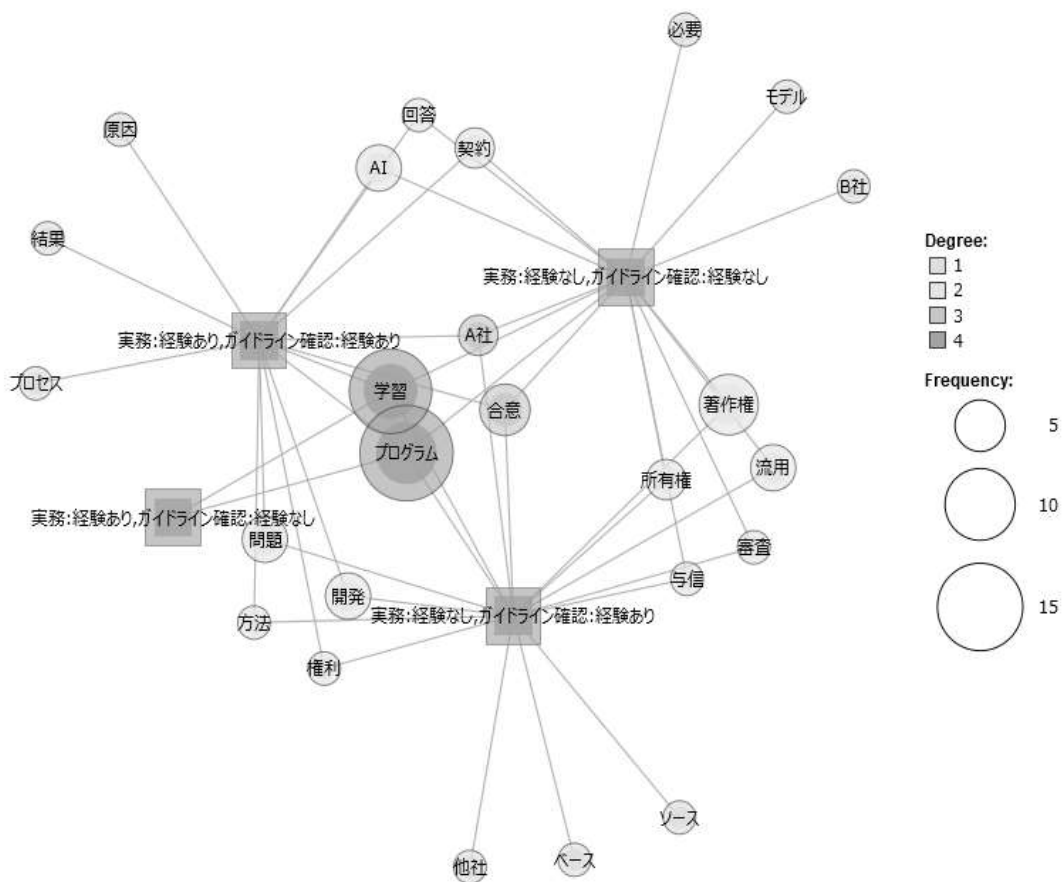 必要
モデル
回答
原因
契約
AI
B社
結果
Degree:
1
2
3
4
実務:経験なし,ガイドライン確認:経験なし
実務:経験あり,ガイドライン確認:経験あり
A社
プロセス
Frequency:
学習
合意
著作権
5
プログラム
流用
所有権
10
実務:経験あり,ガイドライン確認:経験なし
問題
審査
与信
開発
15
方法
実務:経験なし,ガイドライン確認:経験あり
権利
ソース
ベース
他社